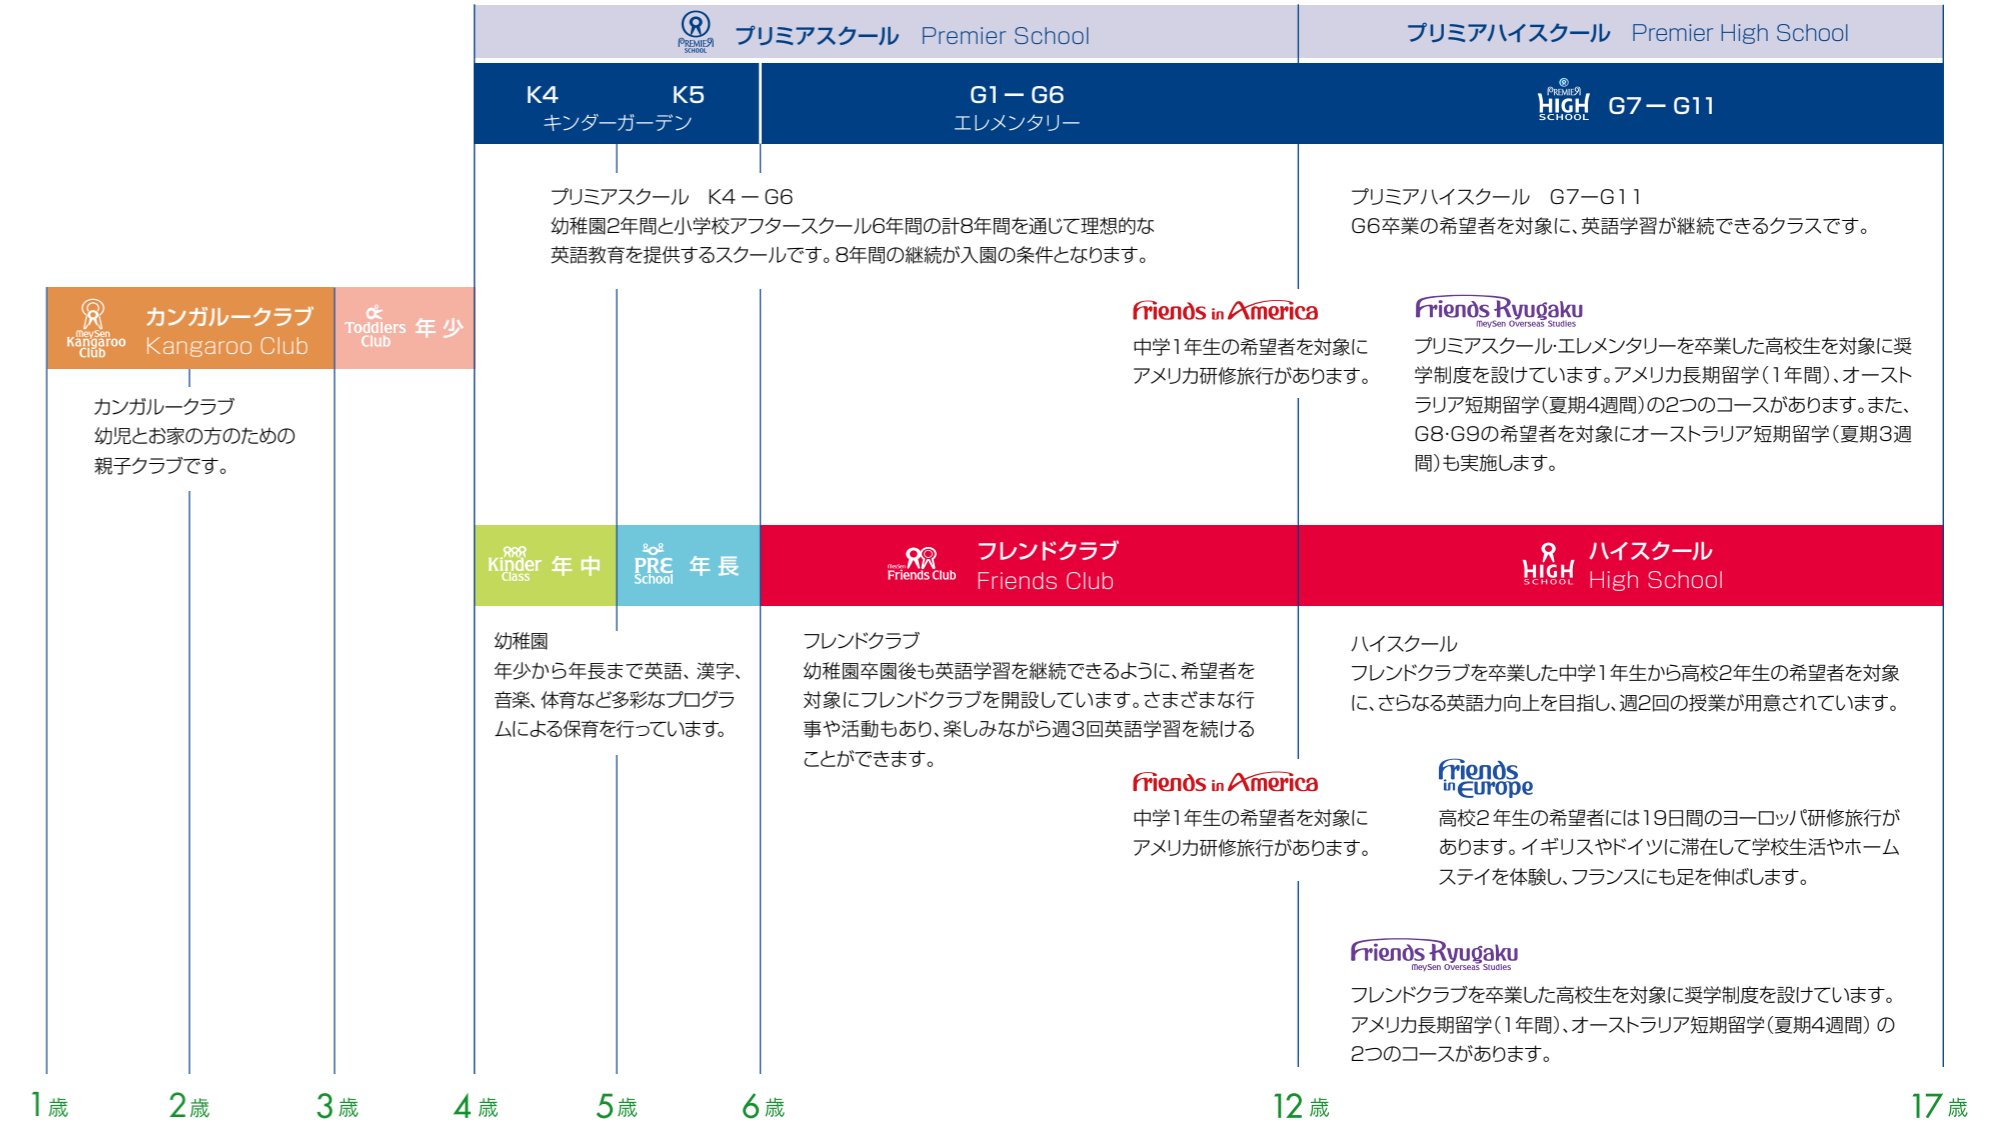 PREMIER
SCHOOL
プリミアスクール Premier School
プリミアハイスクール Premier High School
K4 K5
キンダーガーデン
G1ー G6
エレメンタリー
PREMIER
HIGH
SCHOOL
G7ー G11
プリミアスクール K4 ー G6
幼稚園2年間と小学校アフタースクール6年間の計8年間を通じて理想的な
英語教育を提供するスクールです。8年間の継続が入園の条件となります。
プリミアハイスクール G7ーG11
G6卒業の希望者を対象に、英語学習が継続できるクラスです。
MeySen
Kangaroo
Club
カンガルークラブ
Kangaroo Club
Toddlers
Club
年 少
カンガルークラブ
幼児とお家の方のための
親子クラブです。
Friends in America
中学1年生の希望者を対象に
アメリカ研修旅行があります。
Friends Ryugaku
MeySen Overseas Studies
プリミアスクール・エレメンタリーを卒業した高校生を対象に奨
学制度を設けています。アメリカ長期留学（1年間）、オースト
ラリア短期留学（夏期4週間）の2つのコースがあります。また、
G8・G9の希望者を対象にオーストラリア短期留学（夏期3週
間）も実施します。
Kinder
Class
年 中
PRE
School
年 長
MeySen
Friends Club
フレンドクラブ
Friends Club
HIGH
SCHOOL
ハイスクール
High School
幼稚園
年少から年長まで英語、漢字、
音楽、体育など多彩なプログラ
ムによる保育を行っています。
フレンドクラブ
幼稚園卒園後も英語学習を継続できるように、希望者を
対象にフレンドクラブを開設しています。さまざまな行
事や活動もあり、楽しみながら週3回英語学習を続ける
ことができます。
ハイスクール
フレンドクラブを卒業した中学1年生から高校2年生の希望者を対象
に、さらなる英語力向上を目指し、週2回の授業が用意されています。
Friends in America
中学1年生の希望者を対象に
アメリカ研修旅行があります。
Friends
in Europe
高校2年生の希望者には19日間のヨーロッパ研修旅行が
あります。イギリスやドイツに滞在して学校生活やホーム
ステイを体験し、フランスにも足を伸ばします。
Friends Ryugaku
MeySen Overseas Studies
フレンドクラブを卒業した高校生を対象に奨学制度を設けています。
アメリカ長期留学（1年間）、オーストラリア短期留学（夏期4週間）の
2つのコースがあります。
1歳 2歳 3歳 4歳 5歳 6歳 12歳 17歳